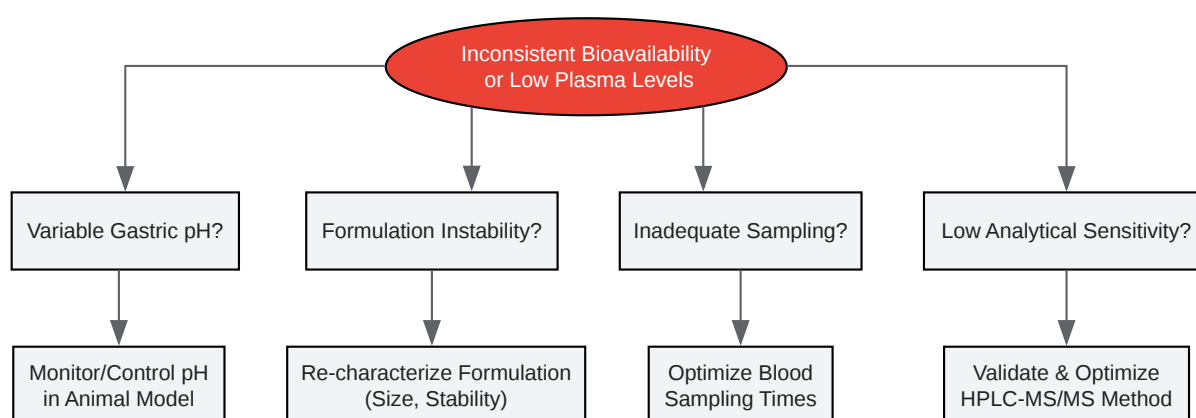 Inconsistent Bioavailability
or Low Plasma Levels
Variable Gastric pH?
Formulation Instability?
Inadequate Sampling?
Low Analytical Sensitivity?
Monitor/Control pH
in Animal Model
Re-characterize Formulation
(Size, Stability)
Optimize Blood
Sampling Times
Validate & Optimize
HPLC-MS/MS Method